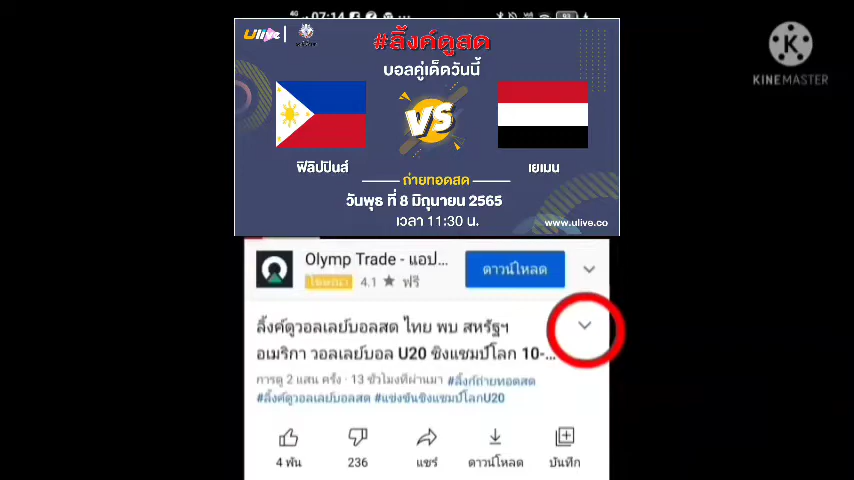 07:14
Ulive
#ลิ้งค์ดูสด
บอลคู่เด็ดวันนี้
VS
ฟิลิปปินส์
เยเมน
ถ่ายทอดสด
วันพุธ ที่ 8 มิถุนายน 2565
เวลา 11:30 น.
www.ulive.co
K
KINEMASTER
Olymp Trade - แอป...
โฆษณา 4.1 ★ ฟรี
ดาวน์โหลด
ลิ้งค์ดูวอลเลย์บอลสด ไทย พบ สหรัฐฯ
อเมริกา วอลเลย์บอล U20 ชิงแชมป์โลก 10-...
การดู 2 แสน ครั้ง · 13 ชั่วโมงที่ผ่านมา #ลิ้งก์ถ่ายทอดสด
#ลิ้งค์ดูวอลเลย์บอลสด #แข่งขันชิงแชมป์โลกU20
4 พัน
236
แชร์
ดาวน์โหลด
บันทึก